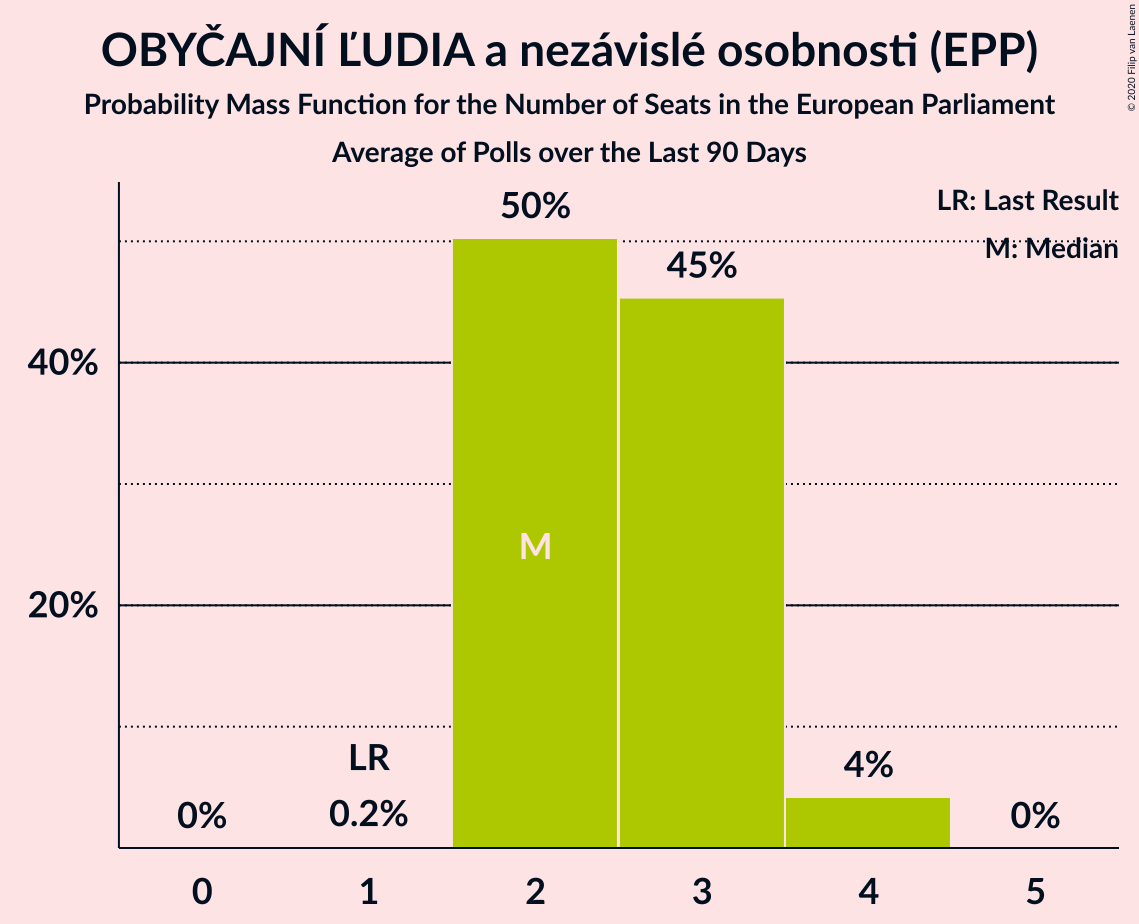 OBYČAJNÍ ĽUDIA a nezávislé osobnosti (EPP)
Probability Mass Function for the Number of Seats in the European Parliament
Average of Polls over the Last 90 Days
© 2020 Filip van Laenen
LR: Last Result
M: Median
50%
45%
40%
M
20%
LR
4%
0%
0.2%
0%
0 1 2 3 4 5